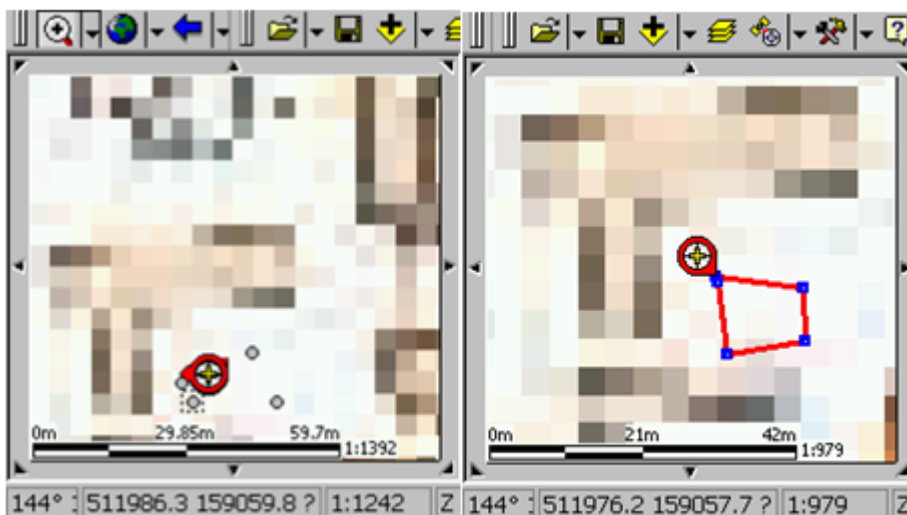 0m 29.85m 59.7m 1:1392
144° 511986.3 159059.8 ? 1:1242 Z
?
0m 21m 42m 1:979
144° 511976.2 159057.7 ? 1:979 Z